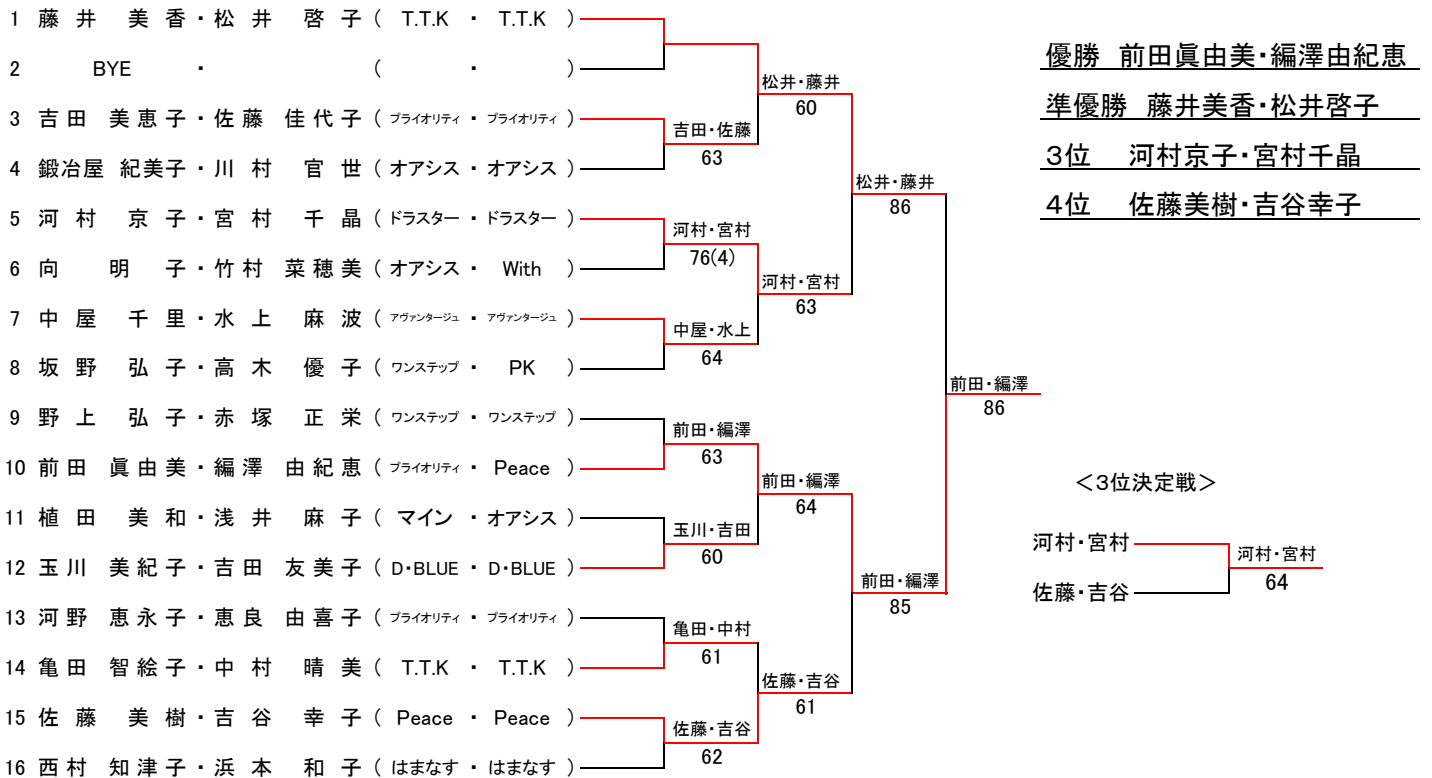 1 藤井 美香・松井 啓子 ( T.T.K ・ T.T.K )
2 BYE ・ ( ・ )
3 吉田 美恵子・佐藤 佳代子 ( プライオリティ ・ プライオリティ )
4 鍛冶屋 紀美子・川村 官世 ( オアシス ・ オアシス )
5 河村 京子・宮村 千晶 ( ドラスター ・ ドラスター )
6 向 明子・竹村 菜穂美 ( オアシス ・ With )
7 中屋 千里・水上 麻波 ( アヴァンタージュ ・ アヴァンタージュ )
8 坂野 弘子・高木 優子 ( ワンステップ ・ PK )
9 野上 弘子・赤塚 正栄 ( ワンステップ ・ ワンステップ )
10 前田 眞由美・編澤 由紀恵 ( プライオリティ ・ Peace )
11 植田 美和・浅井 麻子 ( マイン ・ オアシス )
12 玉川 美紀子・吉田 友美子 ( D・BLUE ・ D・BLUE )
13 河野 恵永子・恵良 由喜子 ( プライオリティ ・ プライオリティ )
14 亀田 智絵子・中村 晴美 ( T.T.K ・ T.T.K )
15 佐藤 美樹・吉谷 幸子 ( Peace ・ Peace )
16 西村 知津子・浜本 和子 ( はまなす ・ はまなす )
吉田・佐藤
63
河村・宮村
76(4)
中屋・水上
64
前田・編澤
63
玉川・吉田
60
亀田・中村
61
佐藤・吉谷
62
松井・藤井
60
河村・宮村
63
前田・編澤
64
佐藤・吉谷
61
松井・藤井
86
前田・編澤
85
前田・編澤
86
優勝 前田眞由美・編澤由紀恵
準優勝 藤井美香・松井啓子
3位 河村京子・宮村千晶
4位 佐藤美樹・吉谷幸子
＜3位決定戦＞
河村・宮村
佐藤・吉谷
河村・宮村
64